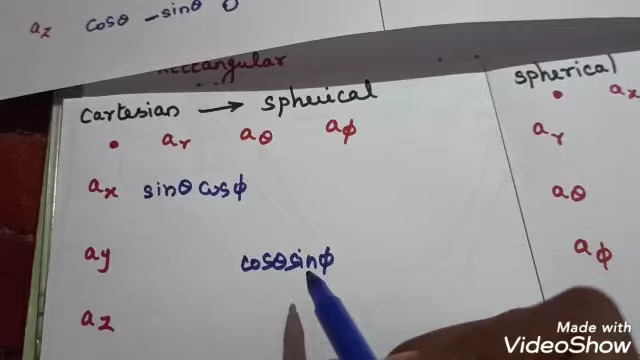 az cosθ -sinθ 0
Rectangular
Cartesian → spherical
• ar aθ aϕ
ax sinθ cosϕ
ay cosθ sinϕ
az
spherical
• ax
ar
aθ
aϕ
Made with
VideoShow